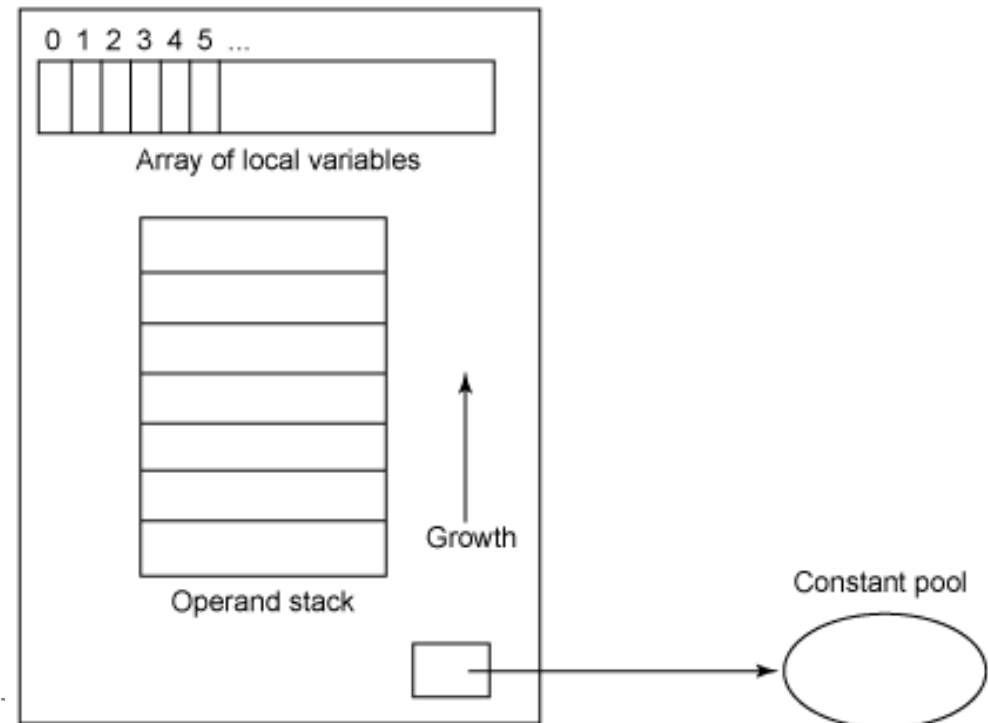 0 1 2 3 4 5 ...
Array of local variables
Growth
Operand stack
Constant pool